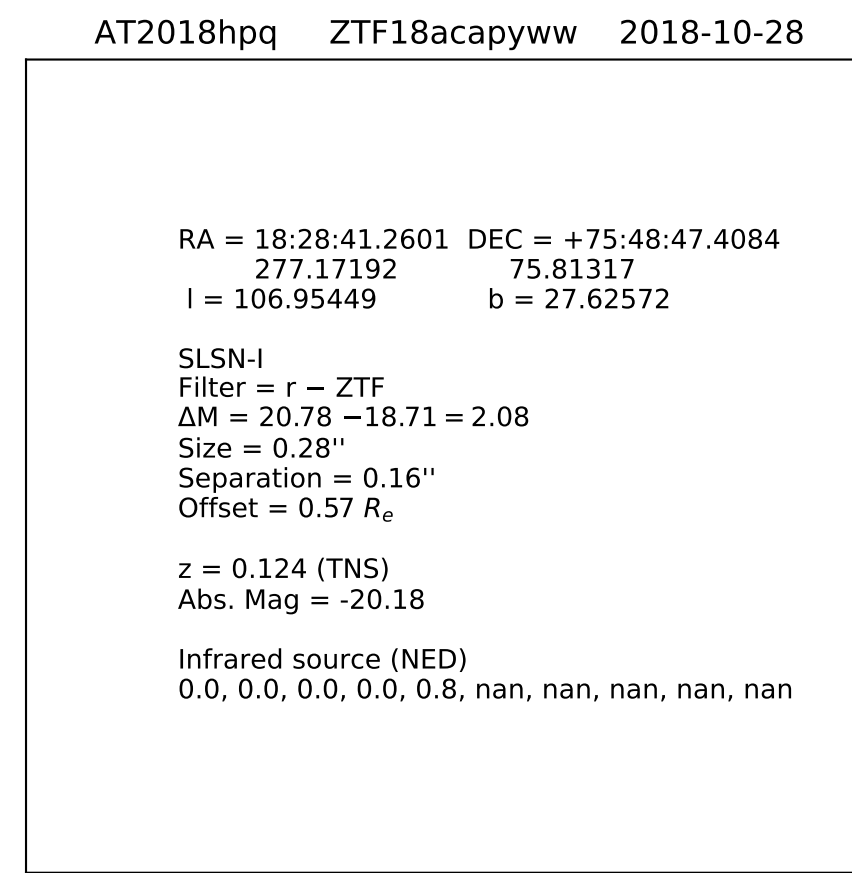 AT2018hpq ZTF18acapyww 2018-10-28
RA = 18:28:41.2601 DEC = +75:48:47.4084
277.17192 75.81317
l = 106.95449 b = 27.62572
SLSN-I
Filter = r − ZTF
ΔM = 20.78 −18.71 = 2.08
Size = 0.28''
Separation = 0.16''
Offset = 0.57 Re
z = 0.124 (TNS)
Abs. Mag = -20.18
Infrared source (NED)
0.0, 0.0, 0.0, 0.0, 0.8, nan, nan, nan, nan, nan